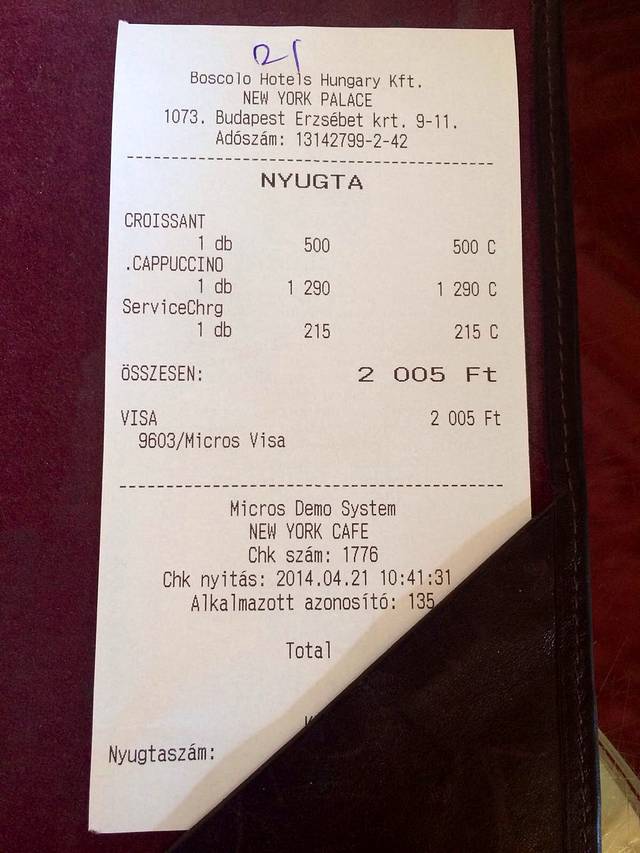 21
Boscolo Hotels Hungary Kft.
NEW YORK PALACE
1073. Budapest Erzsébet krt. 9-11.
Adószám: 13142799-2-42
NYUGTA
CROISSANT
1 db 500 500 C
.CAPPUCCINO
1 db 1 290 1 290 C
ServiceChrg
1 db 215 215 C
ÖSSZESEN: 2 005 Ft
VISA 2 005 Ft
9603/Micros Visa
Micros Demo System
NEW YORK CAFE
Chk szám: 1776
Chk nyitás: 2014.04.21 10:41:31
Alkalmazott azonosító: 135
Total
Nyugtaszám: